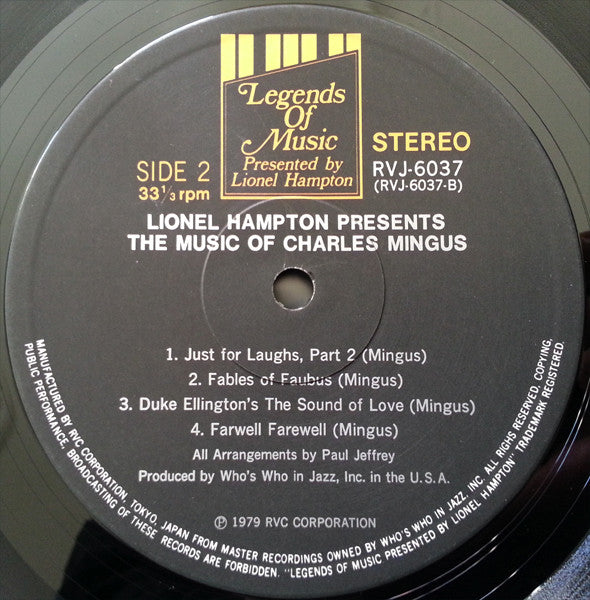 Legends
Of
Music
Presented by
Lionel Hampton
STEREO
SIDE 2
33⅓ rpm
RVJ-6037
(RVJ-6037-B)
LIONEL HAMPTON PRESENTS
THE MUSIC OF CHARLES MINGUS
1. Just for Laughs, Part 2 (Mingus)
2. Fables of Faubus (Mingus)
3. Duke Ellington's The Sound of Love (Mingus)
4. Farwell Farewell (Mingus)
All Arrangements by Paul Jeffrey
Produced by Who's Who in Jazz, Inc. in the U.S.A.
℗ 1979 RVC CORPORATION
MANUFACTURED BY RVC CORPORATION, TOKYO, JAPAN FROM MASTER RECORDINGS OWNED BY WHO'S WHO IN JAZZ, INC. ALL RIGHS RESERVED, COPYING,
PUBLIC PERFORMANCE, BROADCASTING OF THESE RECORDS ARE FORBIDDEN. "LEGENDS OF MUSIC PRESENTED BY LIONEL HAMPTON" TRADEMARK REGISTERED.